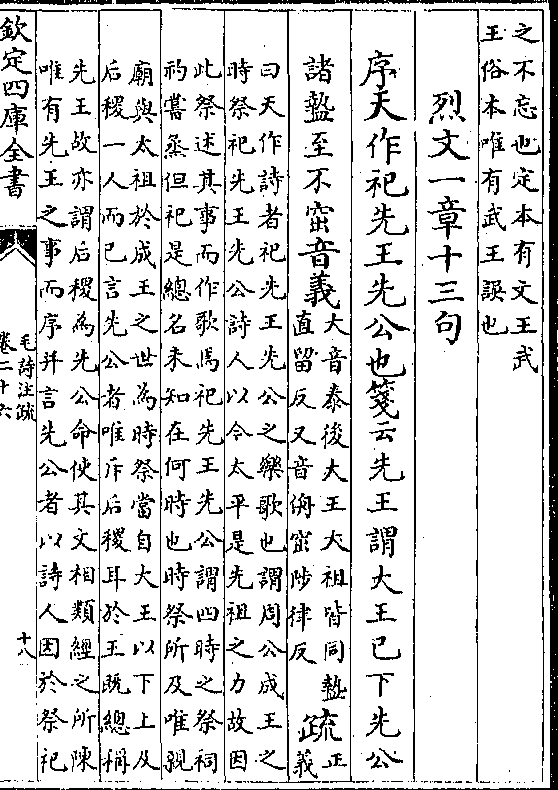 之不忘也定本有文王武
王俗本唯有武王誤也
烈文一章十三句
序天作祀先王先公也箋云先王謂大王已下先公
諸盩至不窋音義大音泰後大王大祖皆同盩
直留反又音侜窋陟律反疏正
義
曰天作詩者祀先王先公之樂歌也謂周公成王之
時祭祀先王先公詩人以今太平是先祖之力故因
此祭述其事而作歌焉祀先王先公謂四時之祭祠
礿嘗烝但祀是總名未知在何時也時祭所及唯親
廟與太祖於成王之世為時祭當自大王以下上及
后稷一人而已言先公者唯斥后稷耳於王既總稱
先王故亦謂后稷為先公命使其文相類經之所陳
唯有先王之事而序并言先公者以詩人因於祭祀
欽定四庫全書
毛詩注疏
卷二十六
十八